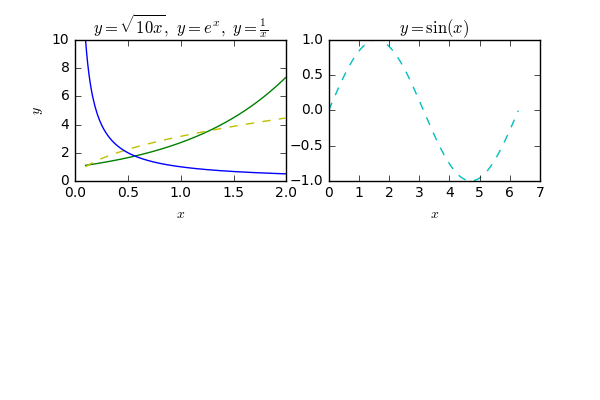 y = √10x, y = e^x, y = 1/x
10
8
6
4
2
0
y
0.0 0.5 1.0 1.5 2.0
x
y = sin(x)
1.0
0.5
0.0
−0.5
−1.0
0 1 2 3 4 5 6 7
x